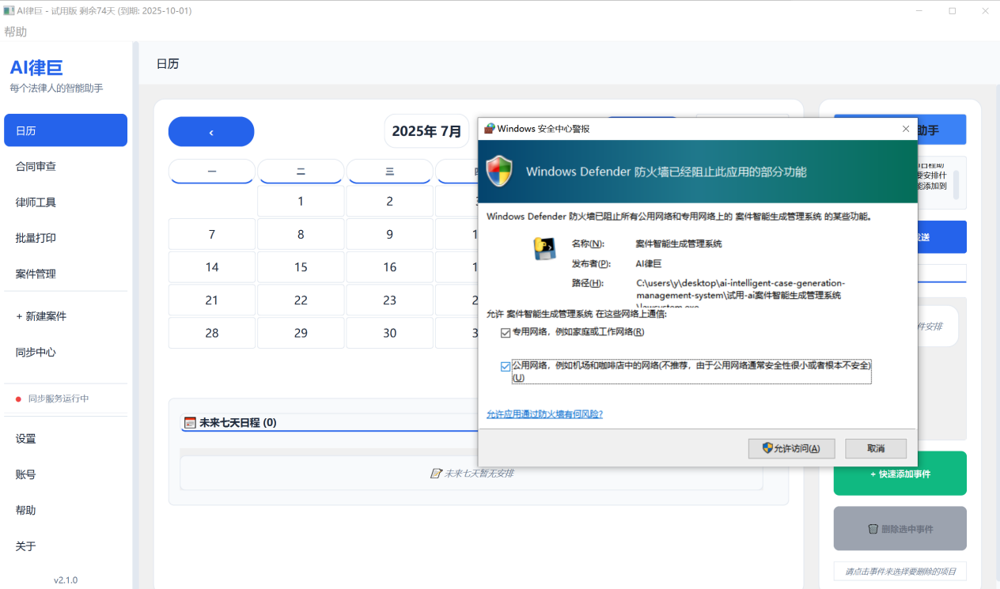 AI律巨 - 试用版 剩余74天 (到期: 2025-10-01)
帮助
AI律巨
每个法律人的智能助手
日历
合同审查
律师工具
批量打印
案件管理
+ 新建案件
同步中心
同步服务运行中
设置
账号
帮助
关于
v2.1.0
日历
‹
2025年 7月
一 二 三
1 2
7 8 9
14 15 16
21 22 23
28 29 30
未来七天日程 (0)
未来七天暂无安排
Windows 安全中心警报
Windows Defender 防火墙已经阻止此应用的部分功能
Windows Defender 防火墙已阻止所有公用网络和专用网络上的 案件智能生成管理系统 的某些功能。
名称(N): 案件智能生成管理系统
发布者(P): AI律巨
路径(H): C:\users\y\desktop\ai-intelligent-case-generation-
management-system\试用-ai案件智能生成管理系统
\lawsystem.exe
允许 案件智能生成管理系统 在这些网络上通信:
专用网络，例如家庭或工作网络(R)
公用网络，例如机场和咖啡店中的网络(不推荐，由于公用网络通常安全性很小或者根本不安全)
(U)
允许应用通过防火墙有何风险?
允许访问(A)
取消
助手
要安排什
能添加到
件安排
+ 快速添加事件
删除选中事件
请点击事件来选择要删除的项目